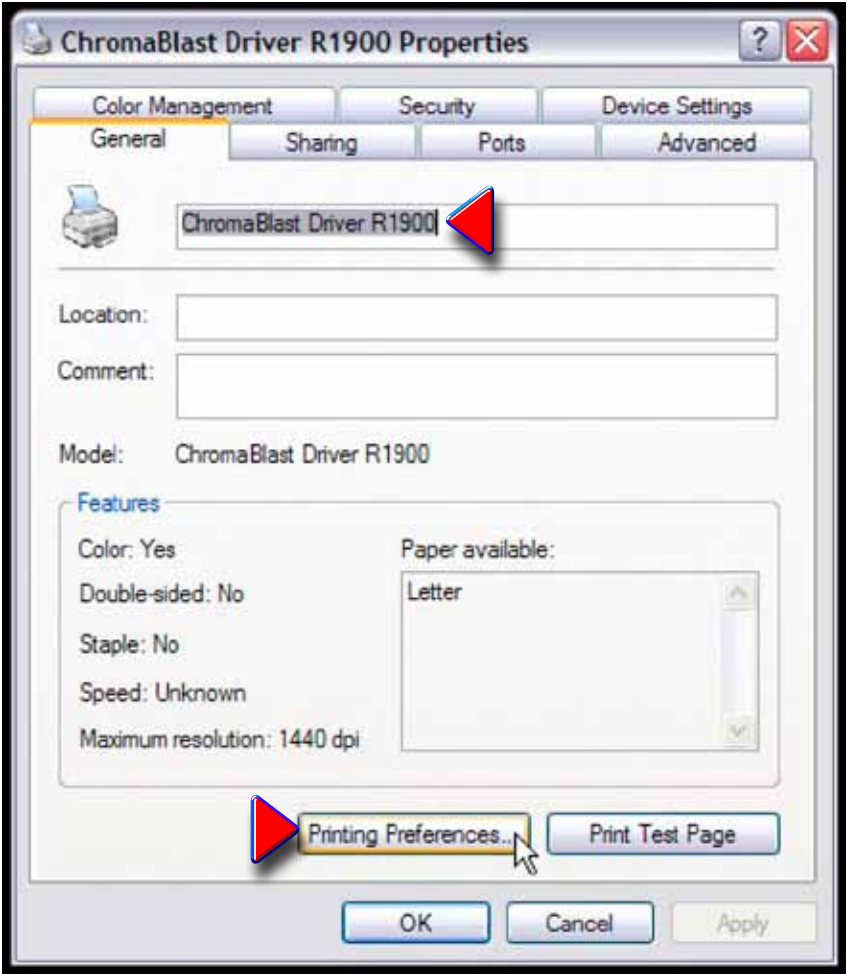 ChromaBlast Driver R1900 Properties
?
Color Management Security Device Settings
General Sharing Ports Advanced
ChromaBlast Driver R1900
Location:
Comment:
Model: ChromaBlast Driver R1900
Features
Color: Yes Paper available:
Double-sided: No Letter
Staple: No
Speed: Unknown
Maximum resolution: 1440 dpi
Printing Preferences... Print Test Page
OK Cancel Apply